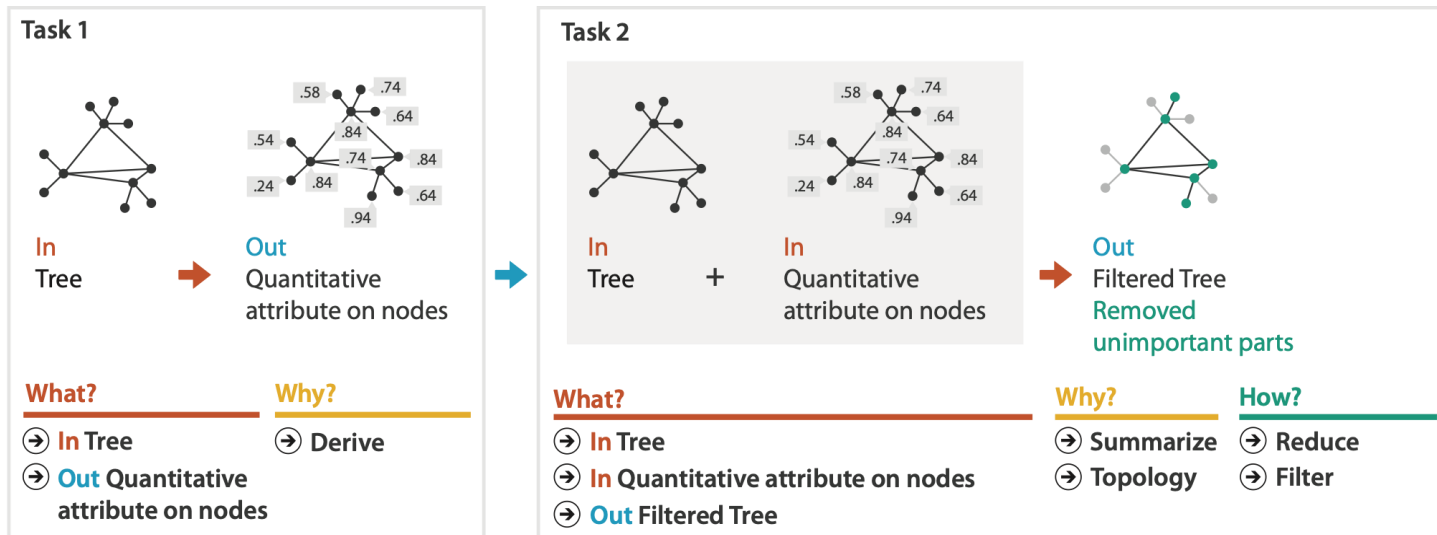 Task 1
.58
.74
.64
.54
.84
.74
.84
.24
.84
.64
.94
In
Tree
Out
Quantitative
attribute on nodes
What?
In Tree
Out Quantitative
attribute on nodes
Why?
Derive
Task 2
.58
.74
.64
.54
.84
.74
.84
.24
.84
.64
.94
In
Tree
+
In
Quantitative
attribute on nodes
Out
Filtered Tree
Removed
unimportant parts
What?
In Tree
In Quantitative attribute on nodes
Out Filtered Tree
Why?
Summarize
Topology
How?
Reduce
Filter